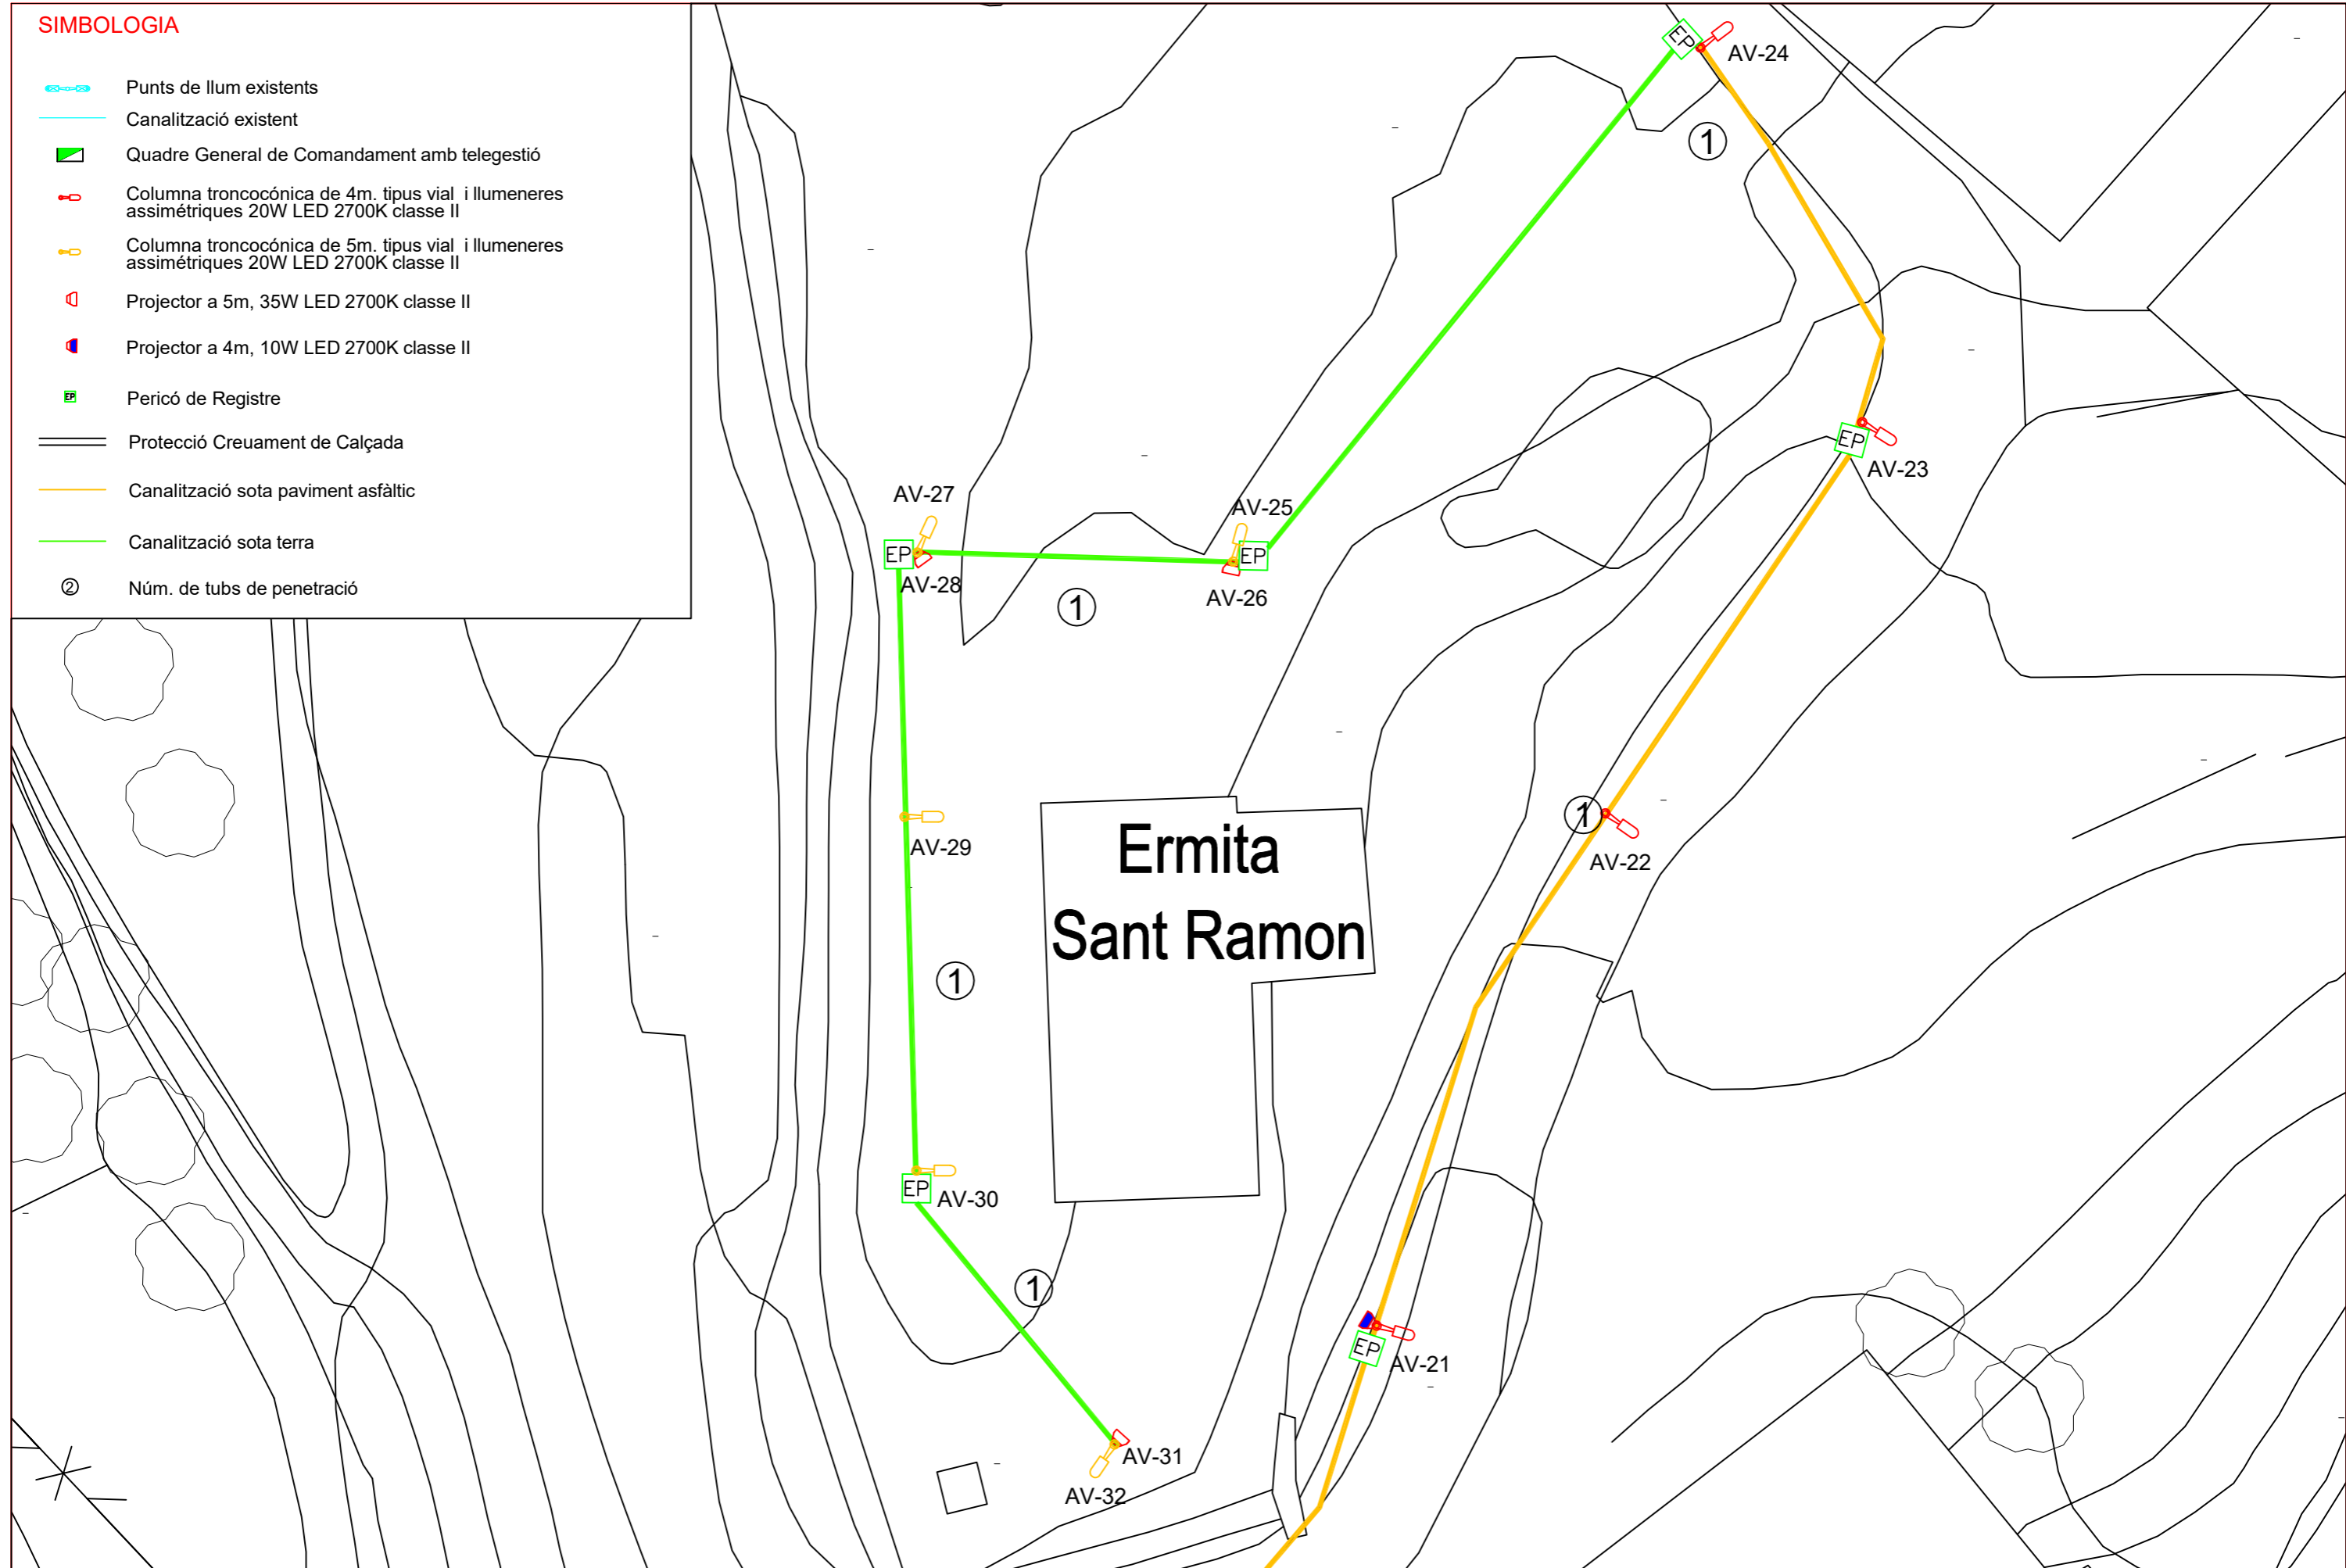 SIMBOLOGIA
Punts de llum existents
Canalització existent
Quadre General de Comandament amb telegestió
Columna troncocónica de 4m. tipus vial i llumeneres
assimétriques 20W LED 2700K classe II
Columna troncocónica de 5m. tipus vial i llumeneres
assimétriques 20W LED 2700K classe II
Projector a 5m, 35W LED 2700K classe II
Projector a 4m, 10W LED 2700K classe II
EP Pericó de Registre
Protecció Creuament de Calçada
Canalització sota paviment asfàltic
Canalització sota terra
2 Núm. de tubs de penetració
EP
AV-24
1
EP
AV-23
AV-27
AV-25
EP
EP
AV-28
AV-26
1
AV-29
Ermita
Sant Ramon
1
AV-22
1
EP
AV-30
1
EP
AV-21
AV-31
AV-32